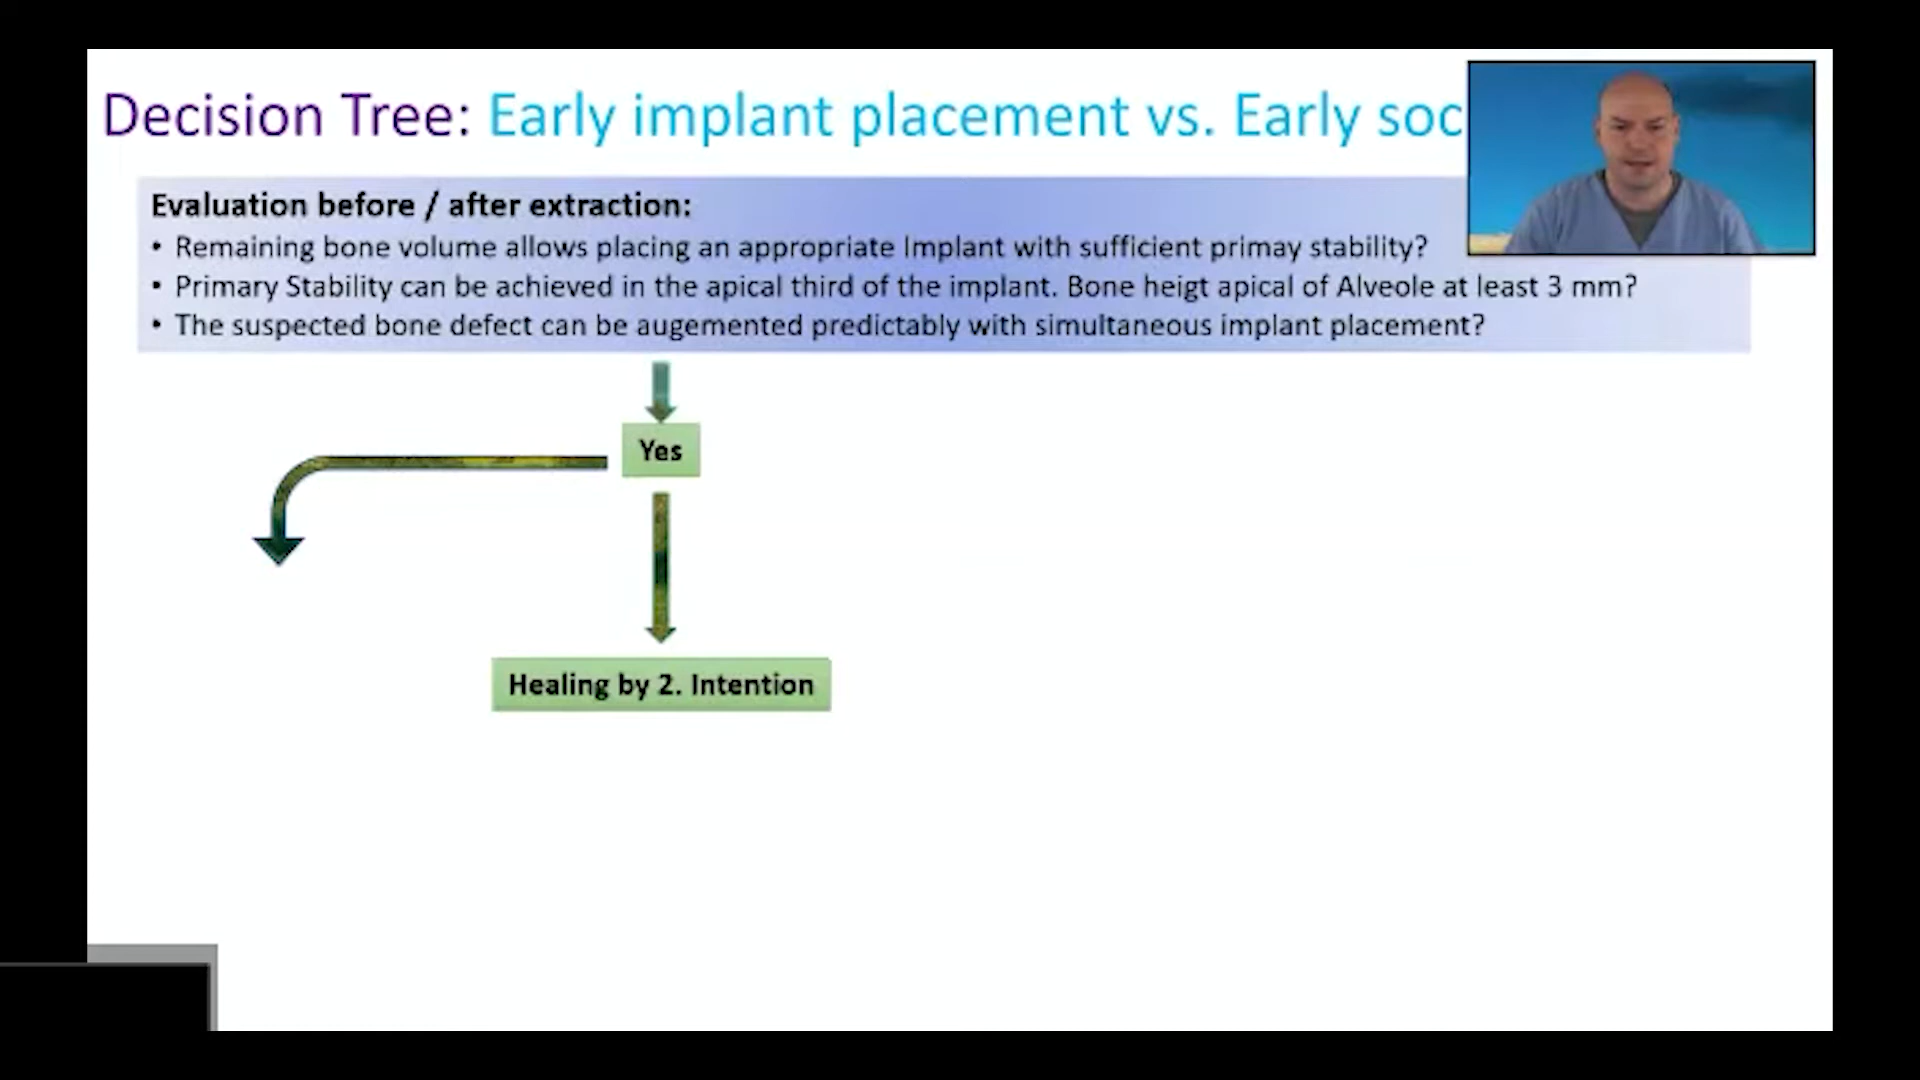 Decision Tree: Early implant placement vs. Early soc
Evaluation before / after extraction:
• Remaining bone volume allows placing an appropriate Implant with sufficient primay stability?
• Primary Stability can be achieved in the apical third of the implant. Bone heigt apical of Alveole at least 3 mm?
• The suspected bone defect can be augemented predictably with simultaneous implant placement?
Yes
Healing by 2. Intention